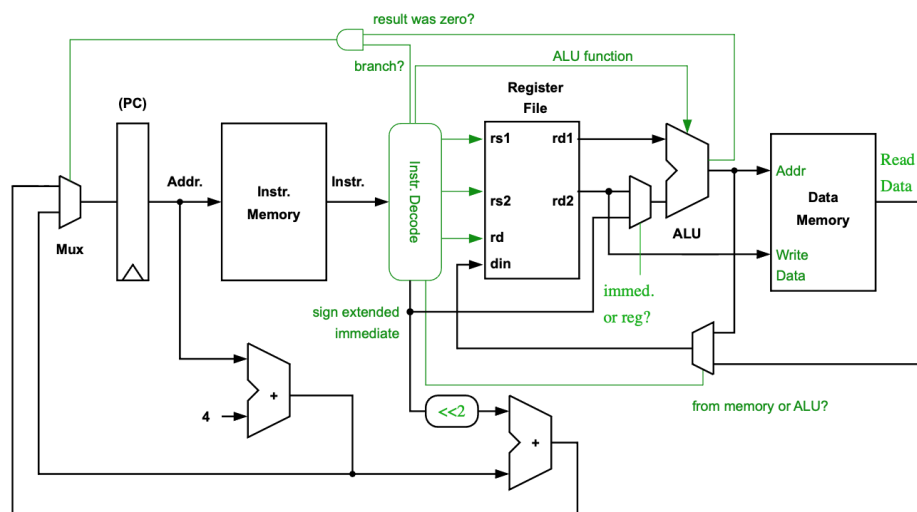 result was zero?
branch?
ALU function
Register
File
(PC)
Addr.
Instr.
Memory
Instr.
Instr. Decode
rs1
rs2
rd
din
rd1
rd2
ALU
Addr
Data
Memory
Write
Data
Read
Data
Mux
sign extended
immediate
immed.
or reg?
from memory or ALU?
4
+
<<2
+